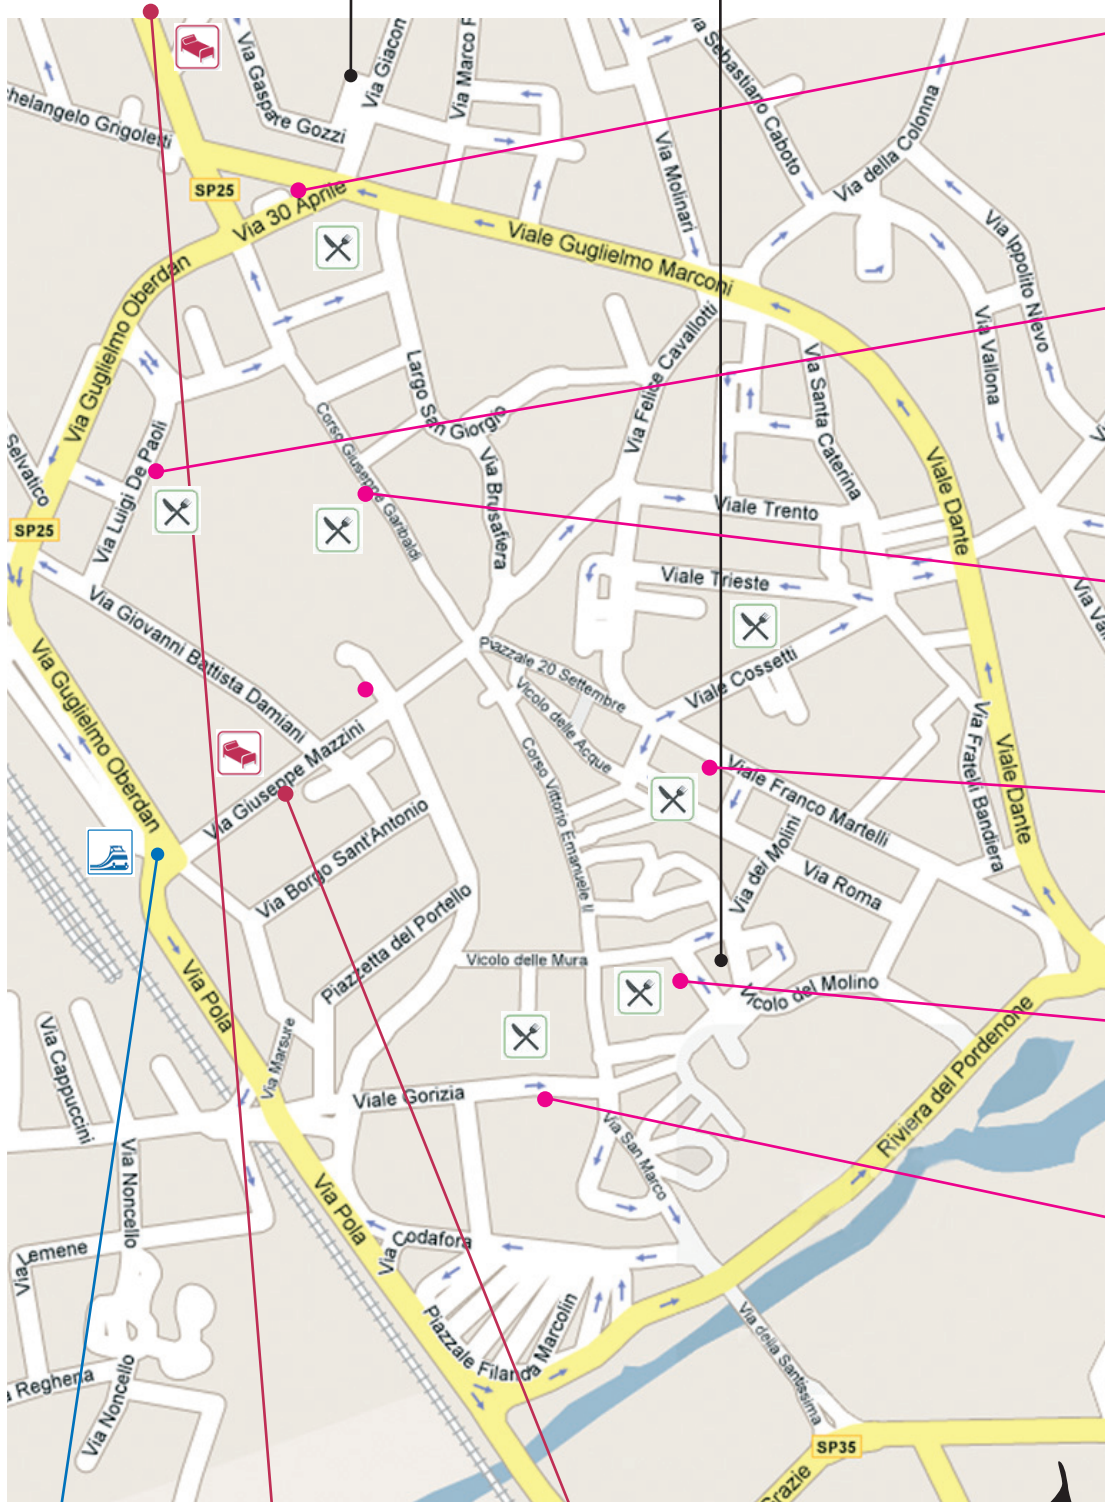 Via Gaspare Gozzi
Via Giacom
Via Marco
Via Molinari
a Sebastiano Caboto
Via della Colonna
helangelo Grigoletti
SP25
Via 30 Aprile
Viale Guglielmo Marconi
Via Ippolito Nievo
Via Vallona
Via Guglielmo Oberdan
Via Guglielmo Oberdan
Largo San Giorgio
Via Felice Cavallotti
Via Santa Caterina
Corso Giuseppe Garibaldi
Via Brusafiera
Selvatico
Via Luigi De Paoli
SP25
Viale Trento
Viale Dante
Viale Trieste
Via Giovanni Battista Damiani
Piazzale 20 Settembre
Viale Cossetti
Vicolo delle Acque
Via Guglielmo Oberdan
Via Giuseppe Mazzini
Corso Vittorio Emanuele II
Viale Franco Martelli
Via Fratelli Bandiera
Viale Dante
Via Borgo Sant'Antonio
Via dei Molini
Via Roma
Piazzetta del Portello
Vicolo delle Mura
Vicolo del Molino
Via Pola
Via Cappuccini
Via Marsure
Viale Gorizia
Riviera del Pordenone
Via San Marco
Via Noncello
Via Pola
Via Codafora
Via Lemene
Piazzale Filanda Marcolin
Via della Santissima
a Reghena
Via Noncello
SP35
Grazie